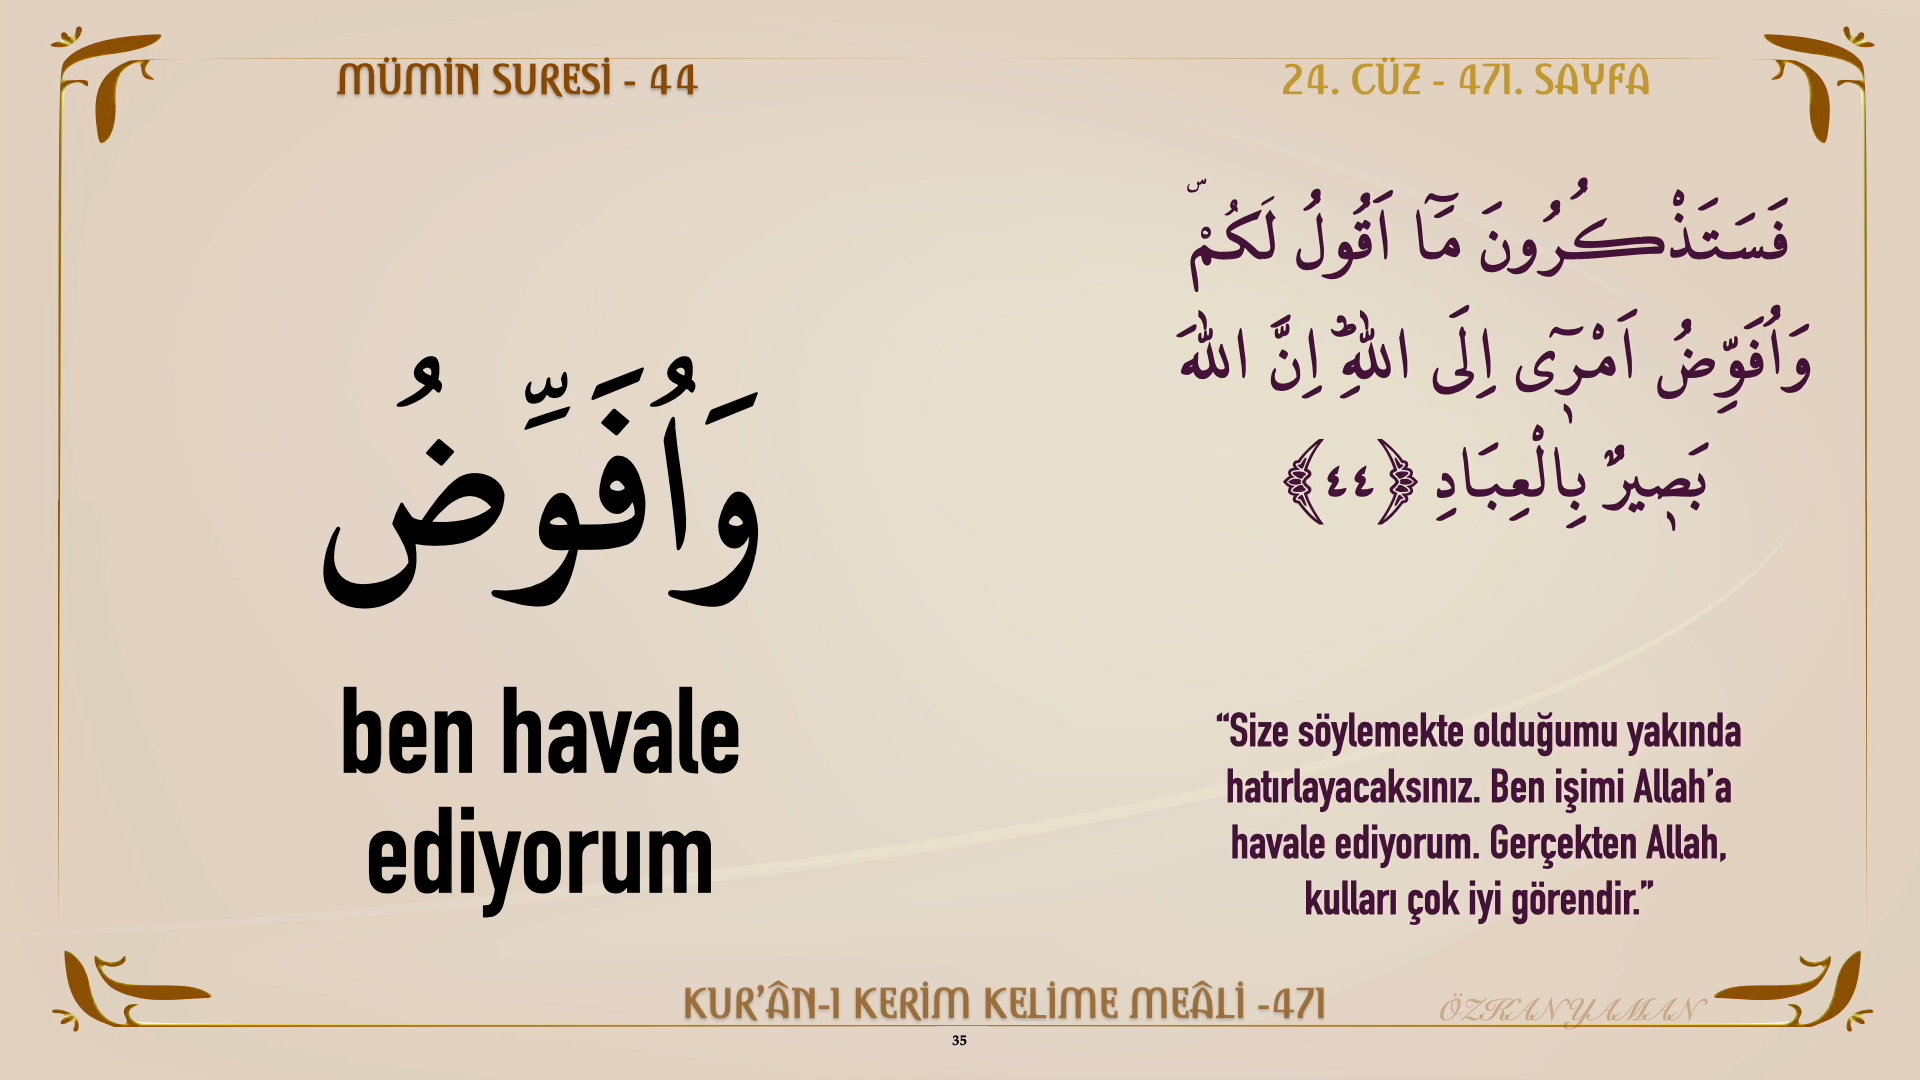 MÜMİN SURESİ - 44
24. CÜZ - 471. SAYFA
وَاُفَوِّضُ
ben havale
ediyorum
فَسَتَذْكُرُونَ مَٓا اَقُولُ لَكُمْۜ
وَاُفَوِّضُ اَمْر۪ٓي اِلَى اللّٰهِۜ اِنَّ اللّٰهَ
بَص۪يرٌ بِالْعِبَادِ ﴿٤٤﴾
“Size söylemekte olduğumu yakında
hatırlayacaksınız. Ben işimi Allah’a
havale ediyorum. Gerçekten Allah,
kulları çok iyi görendir.”
KUR’ÂN-I KERİM KELİME MEÂLİ -471
ÖZKAN YAMAN
35